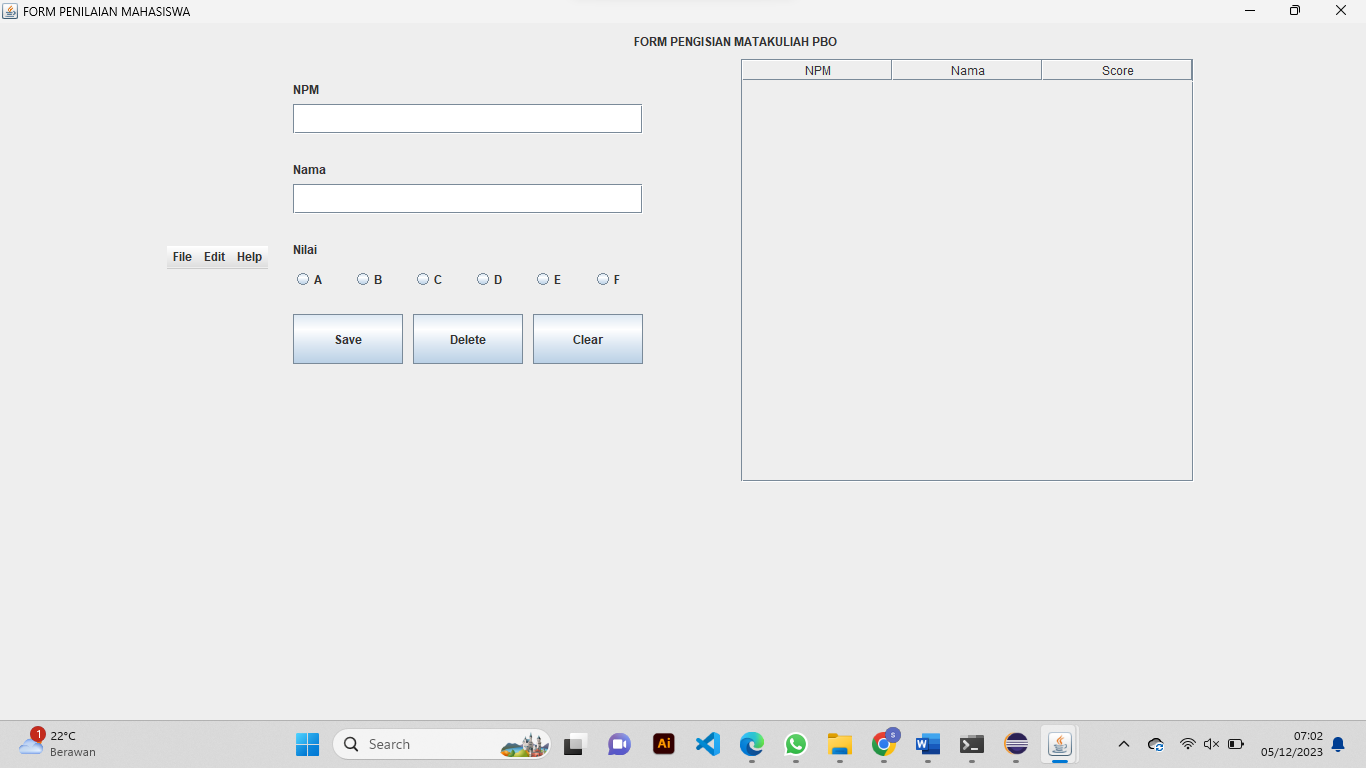 FORM PENILAIAN MAHASISWA
FORM PENGISIAN MATAKULIAH PBO
NPM Nama Score
NPM
Nama
File Edit Help
Nilai
A B C D E F
Save Delete Clear
1
22°C
Berawan
Search
Ai
s
W
07:02
05/12/2023